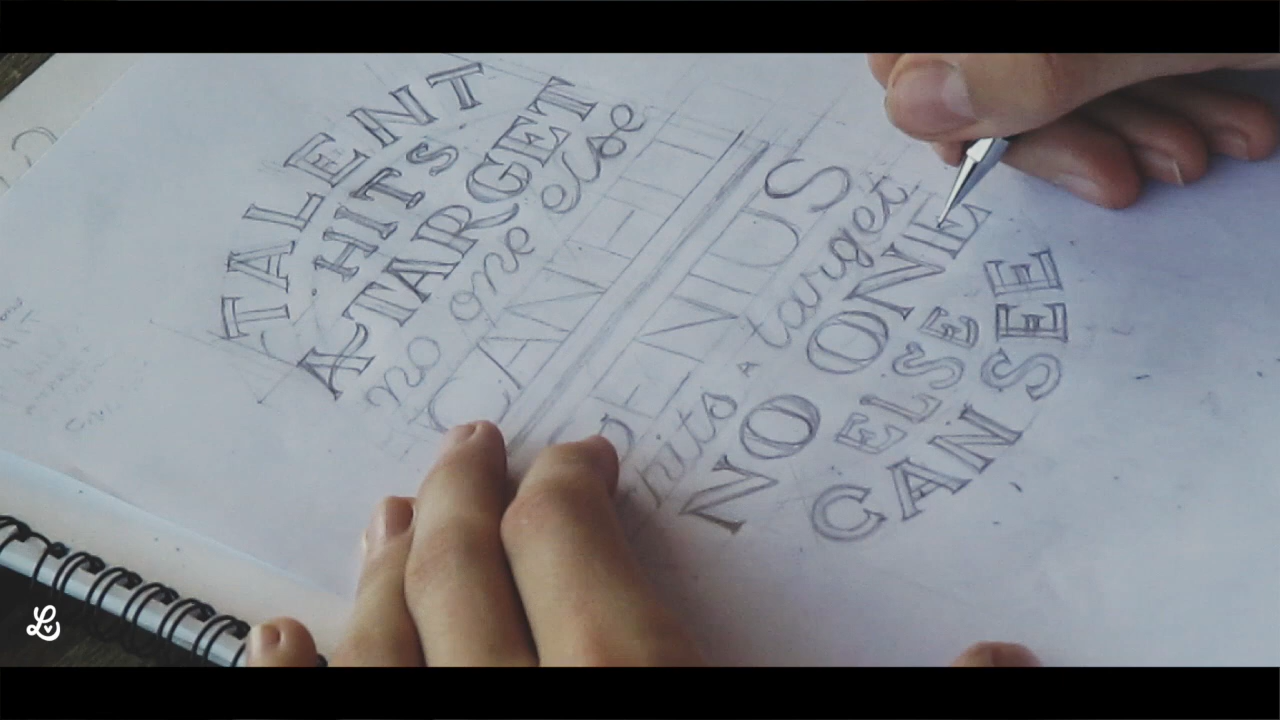 TALENT
HITS
A TARGET
no one else
CAN HIT
GENIUS
hits A target
NO ONE
ELSE
CAN SEE